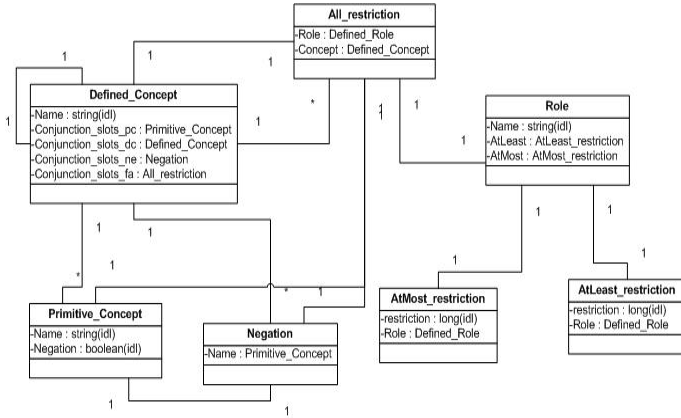 All_restriction
-Role : Defined_Role
-Concept : Defined_Concept
1
1
1
1
Defined_Concept
-Name : string(idl)
-Conjunction_slots_pc : Primitive_Concept
-Conjunction_slots_dc : Defined_Concept
-Conjunction_slots_ne : Negation
-Conjunction_slots_fa : All_restriction
*
1
1
1
1
Role
-Name : string(idl)
-AtLeast : AtLeast_restriction
-AtMost : AtMost_restriction
1
1
1
1
1
1
1
1
*
*
1
AtMost_restriction
-restriction : long(idl)
-Role : Defined_Role
AtLeast_restriction
-restriction : long(idl)
-Role : Defined_Role
Primitive_Concept
-Name : string(idl)
-Negation : boolean(idl)
Negation
-Name : Primitive_Concept
1
1